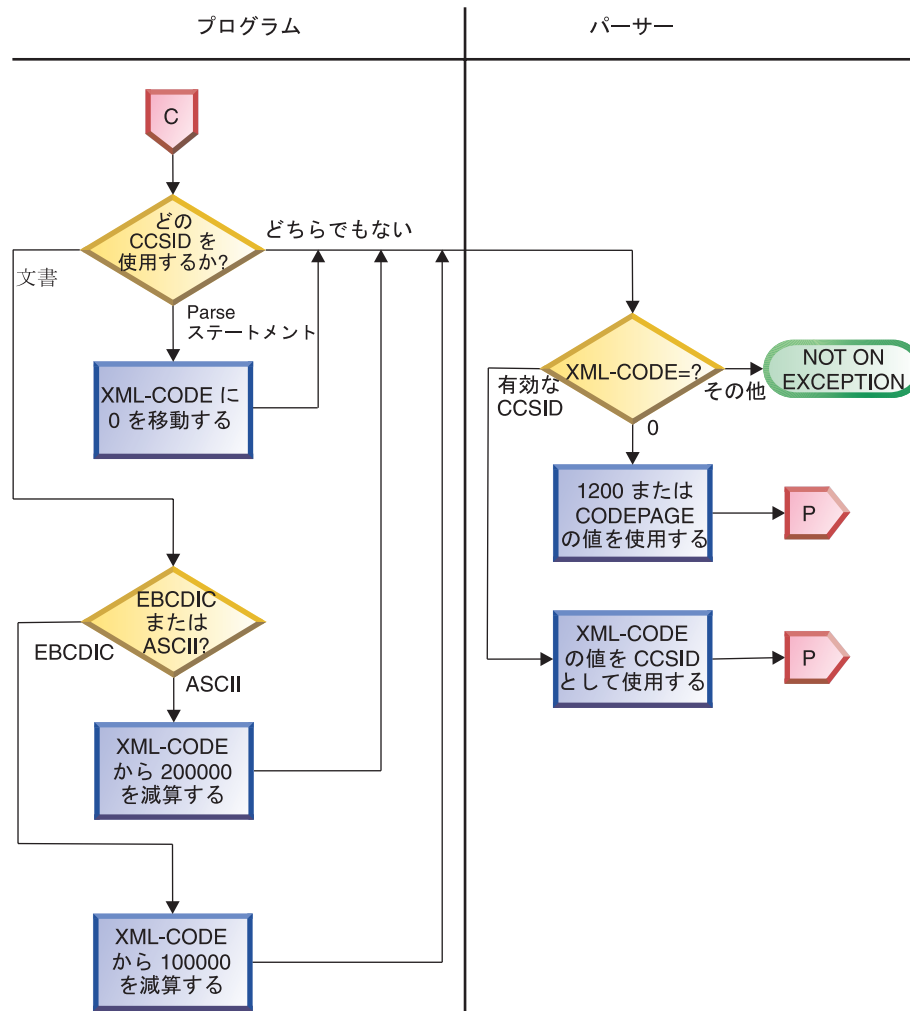 プログラム
パーサー
C
どの
CCSID を
使用するか?
どちらでもない
文書
Parse
ステートメント
XML-CODE に
0 を移動する
XML-CODE=?
有効な
CCSID
その他
0
NOT ON
EXCEPTION
1200 または
CODEPAGE
の値を使用する
P
EBCDIC
または
ASCII?
EBCDIC
ASCII
XML-CODE
の値を CCSID
として使用する
P
XML-CODE
から 200000
を減算する
XML-CODE
から 100000
を減算する